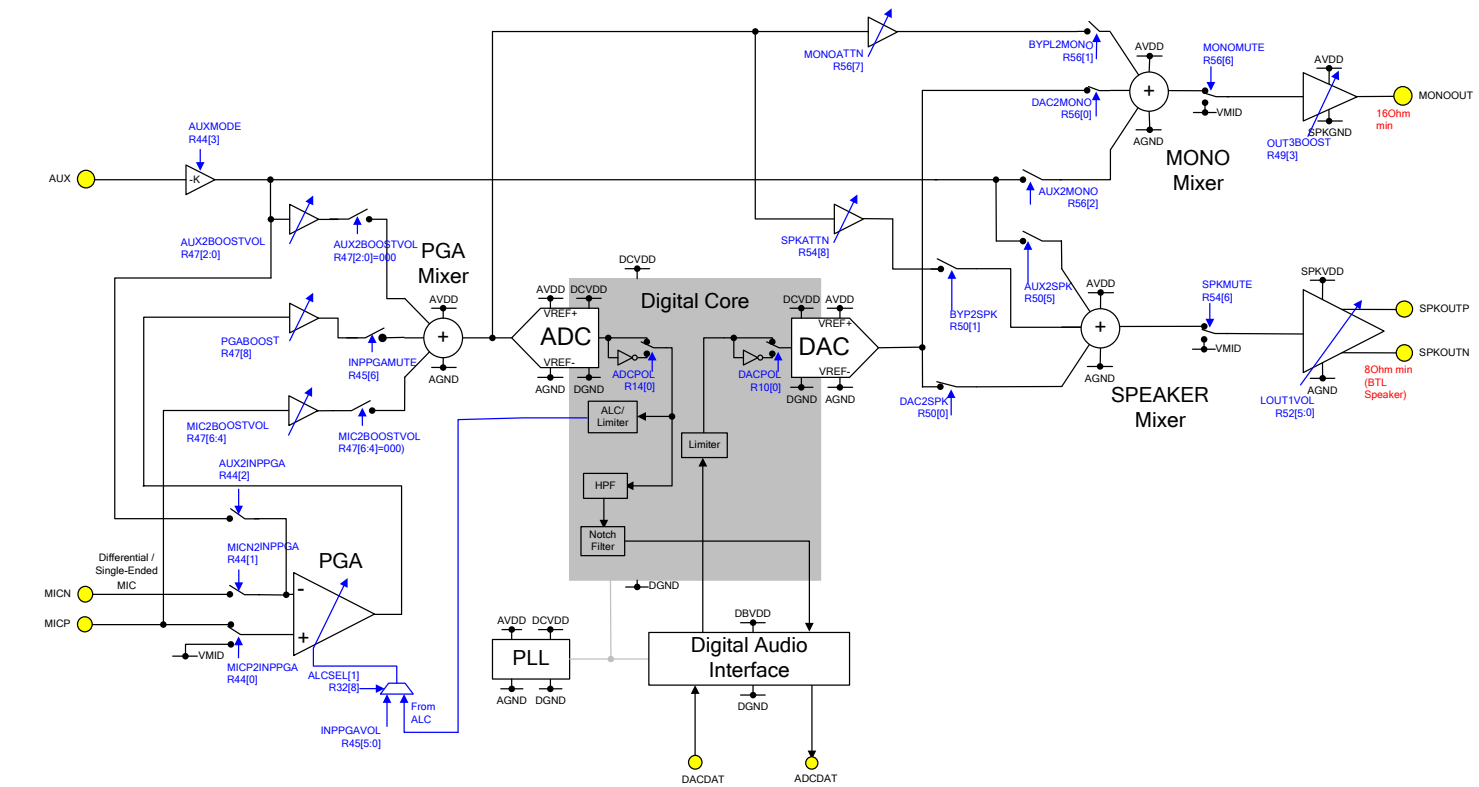 MONOATTN
R56[7]
BYPL2MONO
R56[1]
AVDD
MONOMUTE
R56[6]
AVDD
DAC2MONO
R56[0]
+
VMID
MONOOUT
16Ohm
min
AGND
SPKGND
OUT3BOOST
R49[3]
MONO
Mixer
AUXMODE
R44[3]
AUX
-K
AUX2MONO
R56[2]
AUX2BOOSTVOL
R47[2:0]
AUX2BOOSTVOL
R47[2:0]=000
PGA
Mixer
SPKATTN
R54[8]
DCVDD
AUX2SPK
R50[5]
BYP2SPK
R50[1]
AVDD
SPKMUTE
R54[6]
SPKVDD
AVDD
AVDD
DCVDD
Digital Core
DCVDD
AVDD
PGABOOST
R47[8]
INPPGAMUTE
R45[6]
+
AGND
VREF+
ADC
VREF-
AGND
DGND
ADCPOL
R14[0]
DACPOL
R10[0]
VREF+
DAC
VREF-
DGND
AGND
+
AGND
VMID
SPKOUTP
SPKOUTN
8Ohm min
(BTL
Speaker)
AGND
LOUT1VOL
R52[5:0]
SPEAKER
Mixer
DAC2SPK
R50[0]
MIC2BOOSTVOL
R47[6:4]
MIC2BOOSTVOL
R47[6:4]=000)
ALC/
Limiter
Limiter
AUX2INPPGA
R44[2]
HPF
Notch
Filter
Differential /
Single-Ended
MIC
MICN2INPPGA
R44[1]
PGA
MICN
-
MICP
+
VMID
MICP2INPPGA
R44[0]
ALCSEL[1]
R32[8]
From
ALC
INPPGAVOL
R45[5:0]
DGND
AVDD
DCVDD
PLL
AGND
DGND
DBVDD
Digital Audio
Interface
DGND
DACDAT
ADCDAT